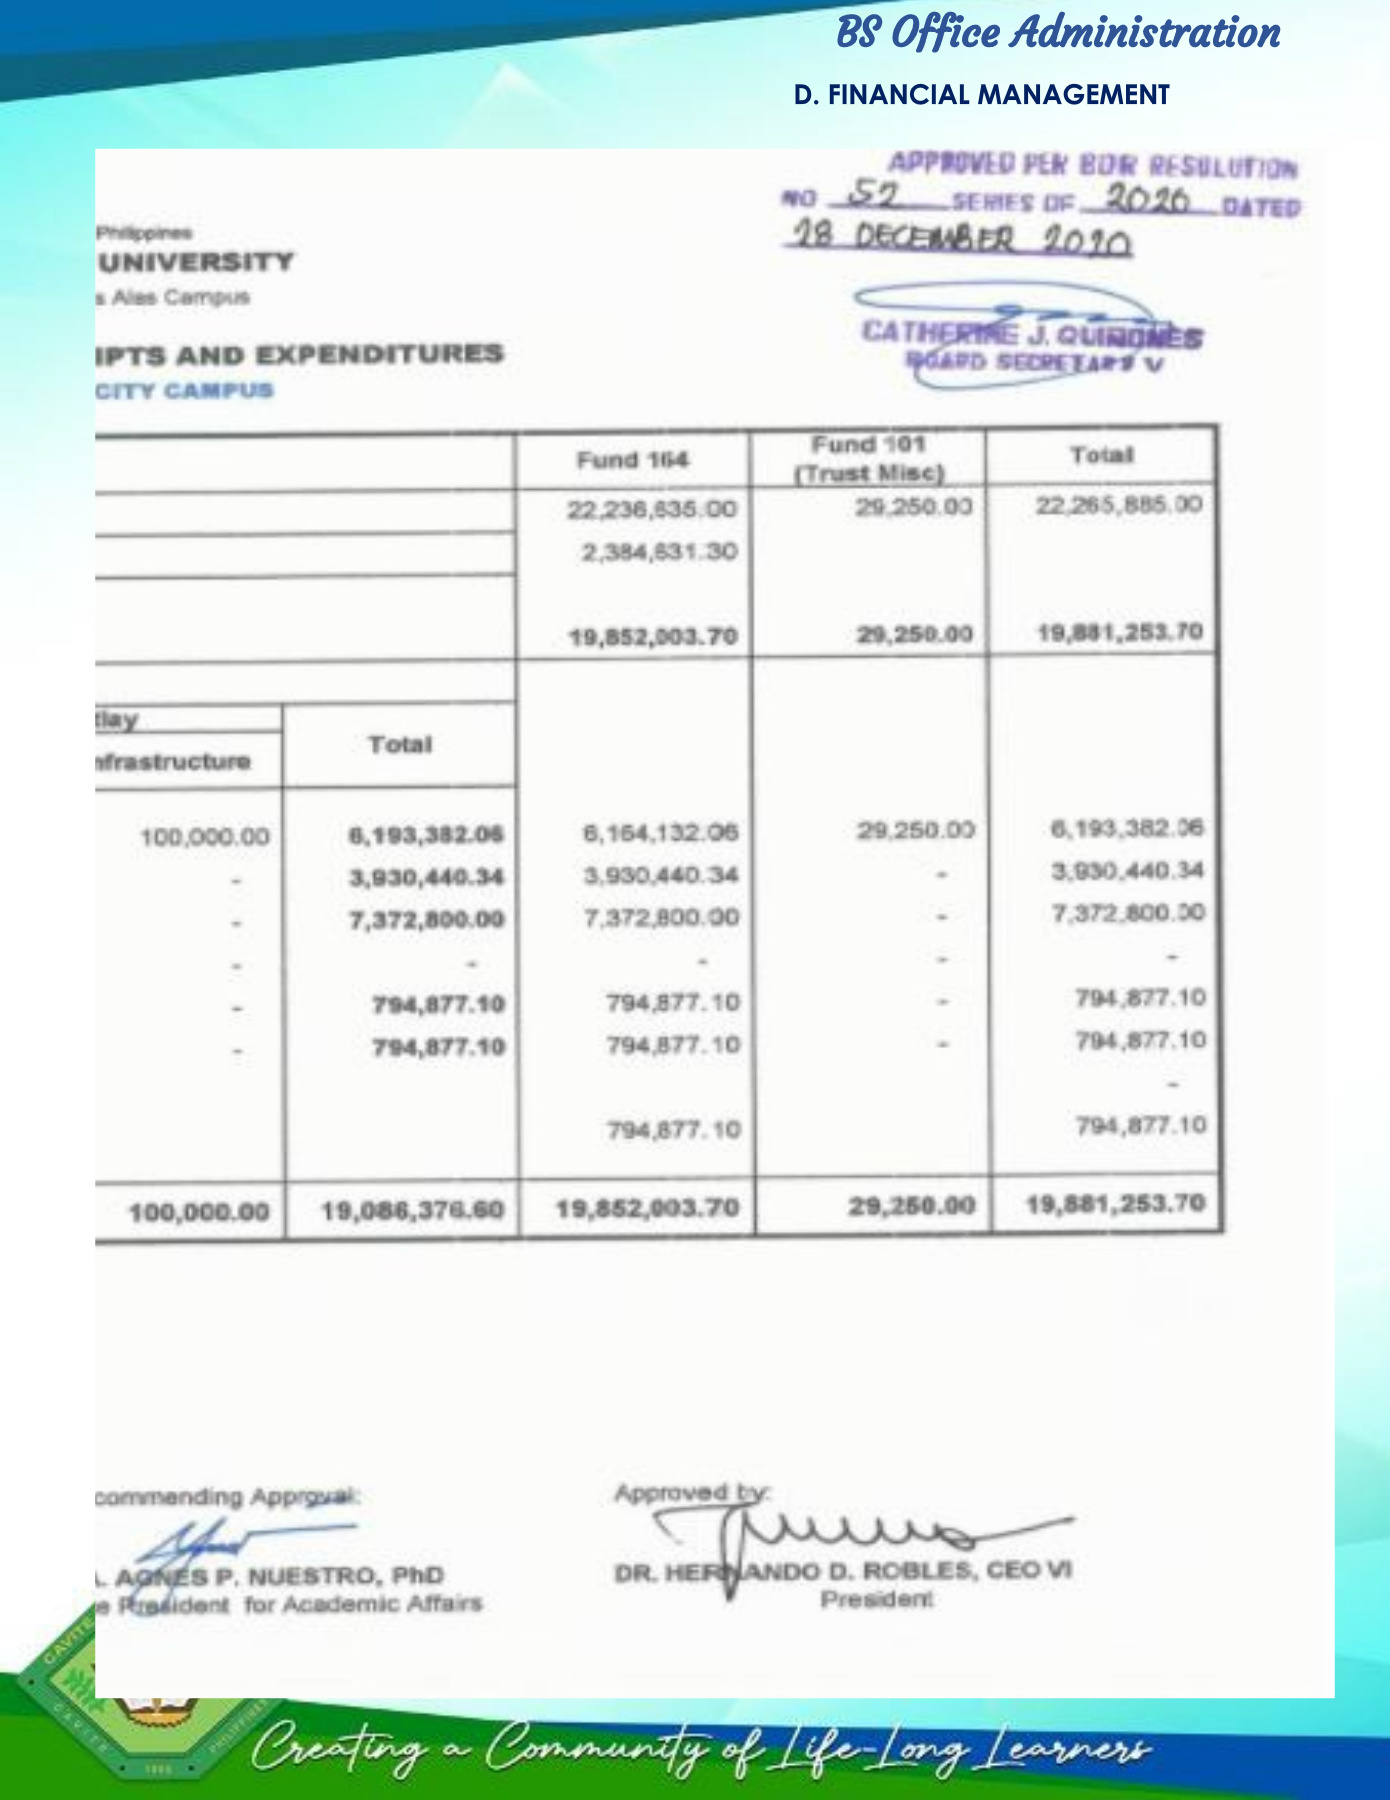 BS Office Administration
D. FINANCIAL MANAGEMENT
APPROVED PER BOR RESOLUTION
NO 52 SERIES OF 2020 DATED
28 DECEMBER 2020
Philippines
UNIVERSITY
s Alas Campus
CATHERINE J. QUIÑONES
BOARD SECRETARY V
IPTS AND EXPENDITURES
CITY CAMPUS
Fund 164 Fund 101 (Trust Misc) Total
22,236,635.00 29,250.00 22,265,885.00
2,384,631.30
19,852,003.70 29,250.00 19,881,253.70
tlay
nfrastructure Total
100,000.00 6,193,382.06 6,164,132.06 29,250.00 6,193,382.06
- 3,930,440.34 3,930,440.34 - 3,930,440.34
- 7,372,800.00 7,372,800.00 - 7,372,800.00
- - - - -
- 794,877.10 794,877.10 - 794,877.10
- 794,877.10 794,877.10 - 794,877.10
-
794,877.10 794,877.10
100,000.00 19,086,376.60 19,852,003.70 29,250.00 19,881,253.70
commending Approval: Approved by:
. AGNES P. NUESTRO, PhD DR. HERNANDO D. ROBLES, CEO VI
e President for Academic Affairs President
CAVITE
CAVITE
PHILIPPINES
1906
Creating a Community of Life-Long Learners